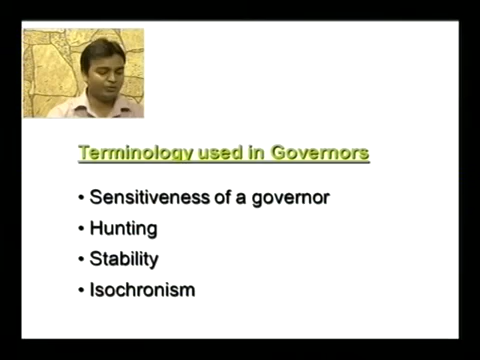 Terminology used in Governors
• Sensitiveness of a governor
• Hunting
• Stability
• Isochronism